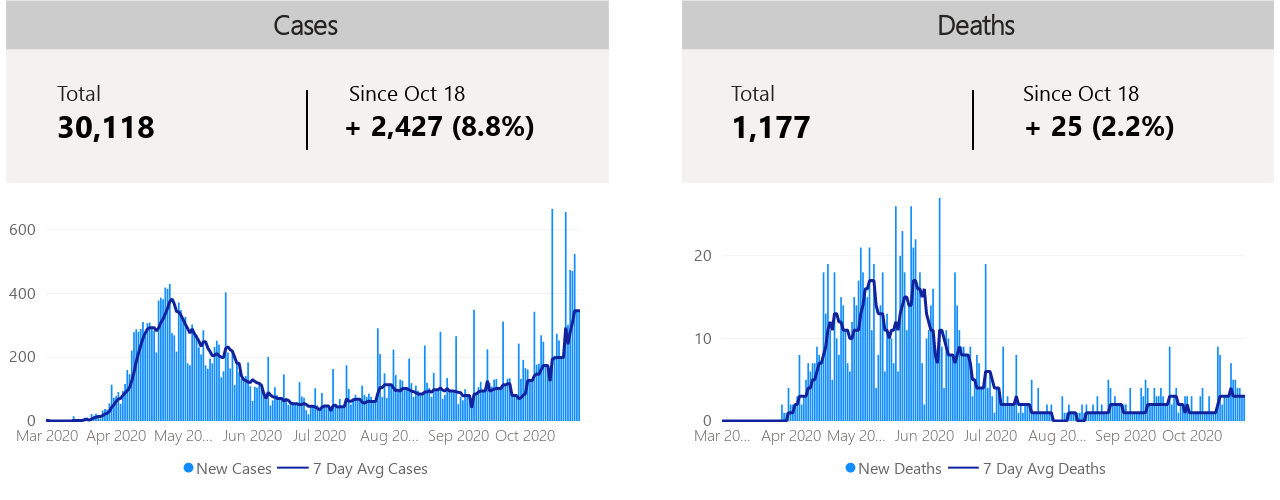 Cases
Total
30,118
Since Oct 18
+ 2,427 (8.8%)
600
400
200
0
Mar 2020 Apr 2020 May 20... Jun 2020 Jul 2020 Aug 20... Sep 2020 Oct 2020
New Cases 7 Day Avg Cases
Deaths
Total
1,177
Since Oct 18
+ 25 (2.2%)
20
10
0
Mar 20... Apr 2020 May 20... Jun 2020 Jul 2020 Aug 20... Sep 2020 Oct 2020
New Deaths 7 Day Avg Deaths